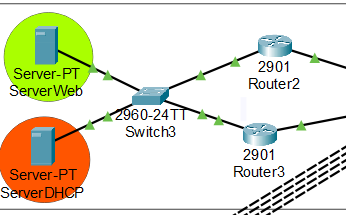 Server-PT
ServerWeb
2960-24TT
Switch3
2901
Router2
2901
Router3
Server-PT
ServerDHCP